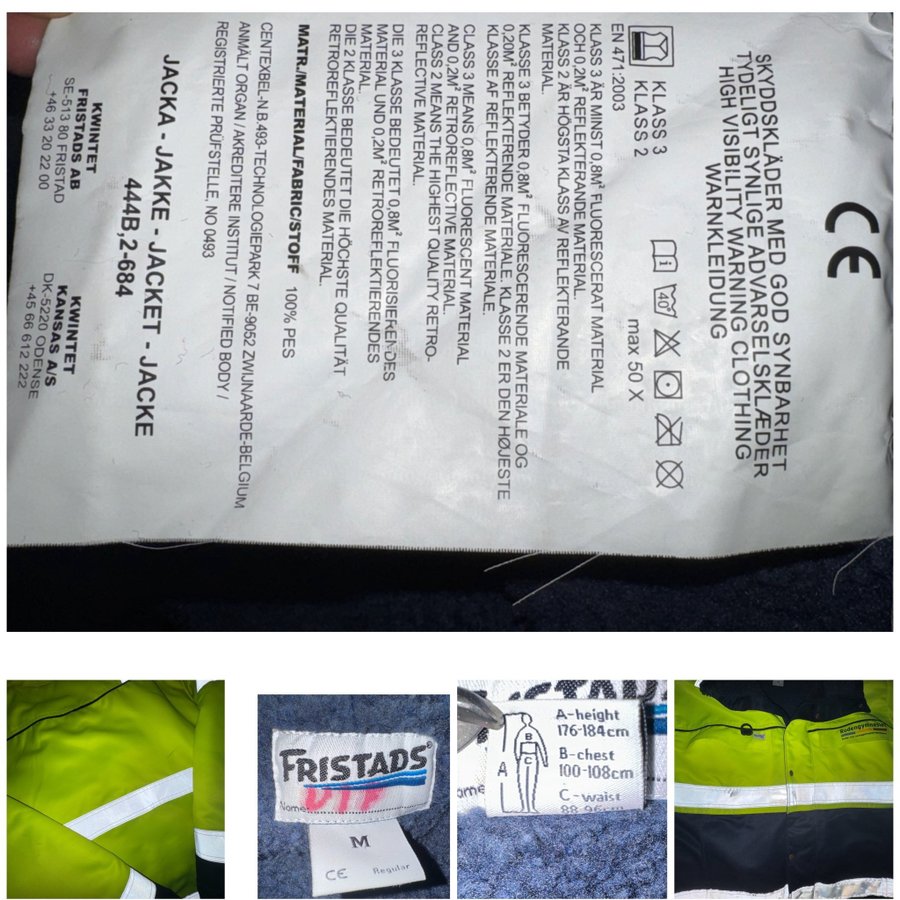 CE
SKYDDSKLÄDER MED GOD SYNBARHET
TYDELIGT SYNLIGE ADVARSELSKLÆDER
HIGH VISIBILITY WARNING CLOTHING
WARNKLEIDUNG
40
max 50 X
KLASS 3
KLASS 2
EN 471:2003
KLASS 3 ÄR MINST 0,8M² FLUORESCERAT MATERIAL
OCH 0,2M² REFLEKTERANDE MATERIAL.
KLASS 2 ÄR HÖGSTA KLASS AV REFLEKTERANDE
MATERIAL.
KLASSE 3 BETYDER 0,8M² FLUORESCERENDE MATERIALE OG
0,20M² REFLEKTERENDE MATERIALE. KLASSE 2 ER DEN HØJESTE
KLASSE AF REFLEKTERENDE MATERIALE.
CLASS 3 MEANS 0,8M² FLUORESCENT MATERIAL
AND 0,2M² RETROREFLECTIVE MATERIAL.
CLASS 2 MEANS THE HIGHEST QUALITY RETRO-
REFLECTIVE MATERIAL.
DIE 3 KLASSE BEDEUTET 0,8M² FLUORISIERENDES
MATERIAL UND 0,2M² RETROREFLEKTIERENDES
MATERIAL.
DIE 2 KLASSE BEDEUTET DIE HÖCHSTE QUALITÄT
RETROREFLEKTIERENDES MATERIAL.
MATR./MATERIAL/FABRIC/STOFF 100% PES
CENTEXBEL-N.B.493-TECHNOLOGIEPARK 7 BE-9052 ZWIJNAARDE-BELGIUM
ANMÄLT ORGAN / AKREDITERE INSTITUT / NOTIFIED BODY /
REGISTRIERTE PRÜFSTELLE, NO 0493
JACKA - JAKKE - JACKET - JACKE
444B,2-684
KWINTET
FRISTADS AB
SE-513 80 FRISTAD
+46 33 20 22 00
KWINTET
KANSAS A/S
DK-5220 ODENSE
+45 66 612 222
FRISTADS®
Name
M
CE Regular
A-height
176-184cm
B-chest
100-108cm
C-waist
88-96cm
A
B
C